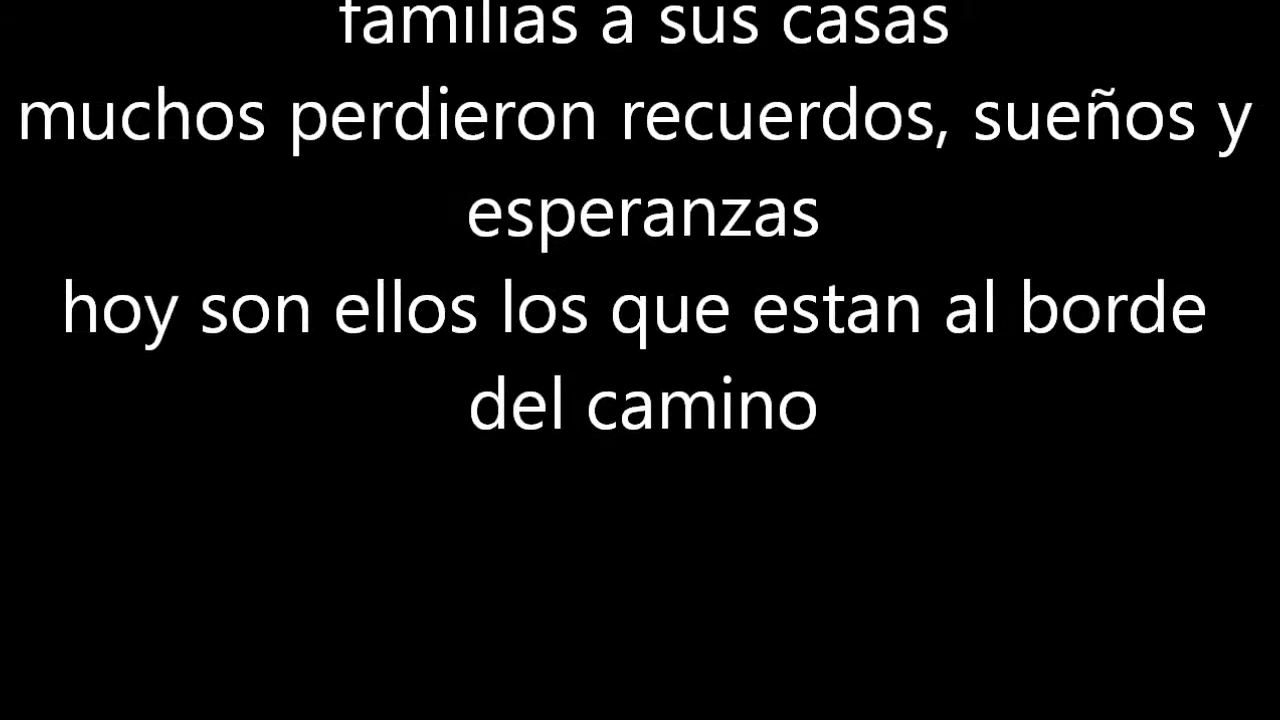 familias a sus casas
muchos perdieron recuerdos, sueños y
esperanzas
hoy son ellos los que estan al borde
del camino